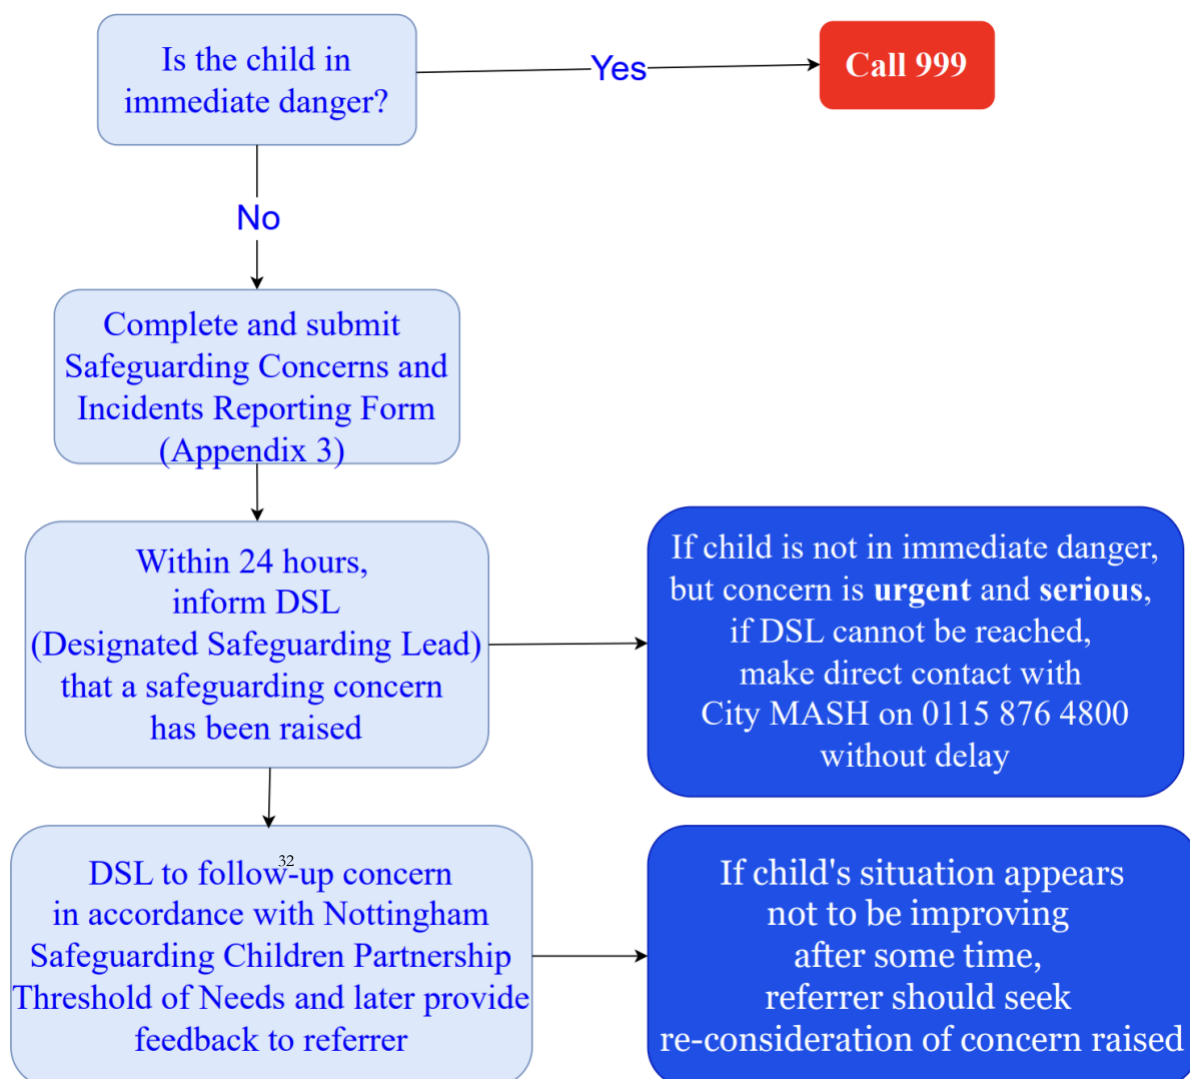 Is the child in
immediate danger?
Yes
Call 999
No
Complete and submit
Safeguarding Concerns and
Incidents Reporting Form
(Appendix 3)
Within 24 hours,
inform DSL
(Designated Safeguarding Lead)
that a safeguarding concern
has been raised
If child is not in immediate danger,
but concern is urgent and serious,
if DSL cannot be reached,
make direct contact with
City MASH on 0115 876 4800
without delay
32
DSL to follow-up concern
in accordance with Nottingham
Safeguarding Children Partnership
Threshold of Needs and later provide
feedback to referrer
If child's situation appears
not to be improving
after some time,
referrer should seek
re-consideration of concern raised